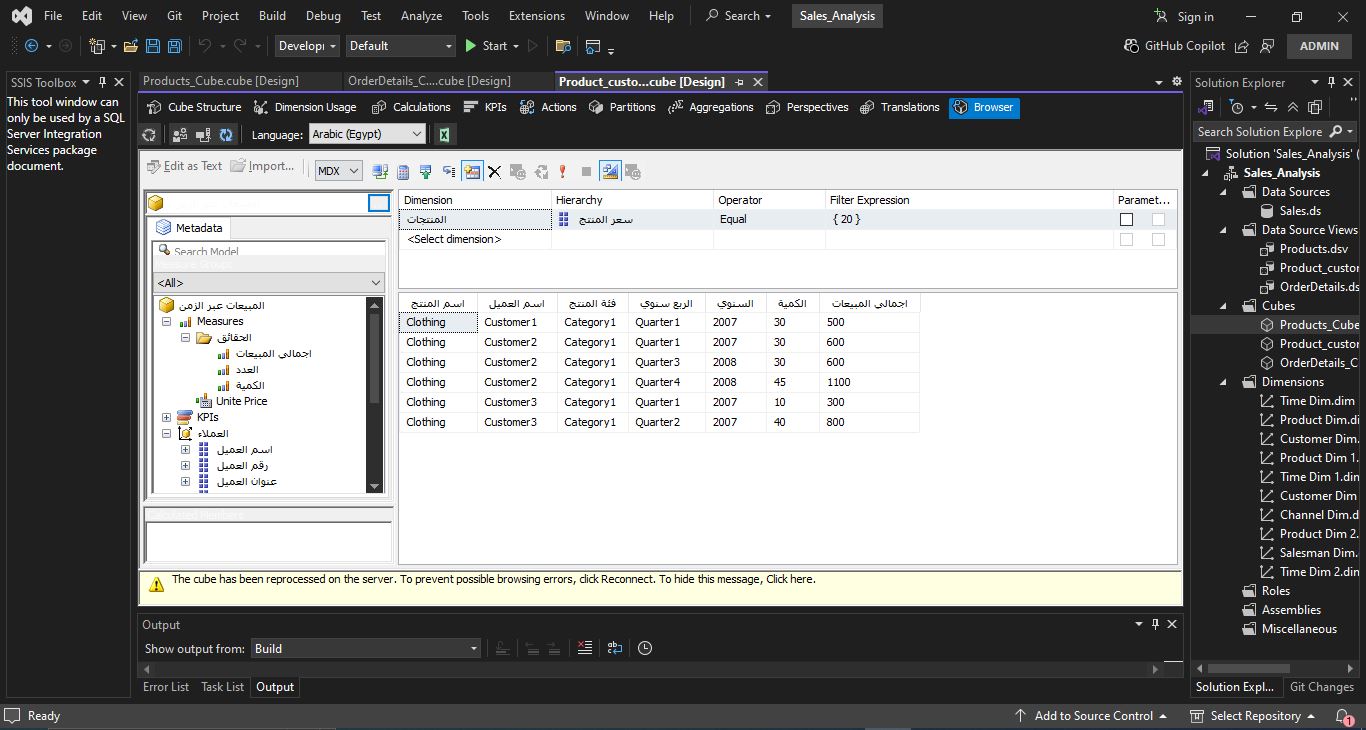 File Edit View Git Project Build Debug Test Analyze Tools Extensions Window Help Search Sales_Analysis Sign in
Developr Default Start GitHub Copilot ADMIN
SSIS Toolbox
This tool window can
only be used by a SQL
Server Integration
Services package
document.
Products_Cube.cube [Design] OrderDetails_C....cube [Design] Product_custo....cube [Design]
Cube Structure Dimension Usage Calculations KPIs Actions Partitions Aggregations Perspectives Translations Browser
Language: Arabic (Egypt)
Edit as Text Import... MDX
Metadata
Search Model
Measure Group:
<All>
المبيعات عبر الزمن
Measures
الحقائق
اجمالي المبيعات
العدد
الكمية
Unite Price
KPIs
العملاء
اسم العميل
رقم العميل
عنوان العميل
Calculated Members
Dimension Hierarchy Operator Filter Expression Paramet...
المنتجات سعر المنتج Equal { 20 }
<Select dimension>
اسم المنتج اسم العميل فئة المنتج الربع سنوي السنوي الكمية اجمالي المبيعات
Clothing Customer1 Category1 Quarter1 2007 30 500
Clothing Customer2 Category1 Quarter1 2007 30 600
Clothing Customer2 Category1 Quarter3 2008 30 600
Clothing Customer2 Category1 Quarter4 2008 45 1100
Clothing Customer3 Category1 Quarter1 2007 10 300
Clothing Customer3 Category1 Quarter2 2007 40 800
The cube has been reprocessed on the server. To prevent possible browsing errors, click Reconnect. To hide this message, Click here.
Output
Show output from: Build
Error List Task List Output
Solution Explorer
Search Solution Explore
Solution 'Sales_Analysis' (
Sales_Analysis
Data Sources
Sales.ds
Data Source Views
Products.dsv
Product_custor
OrderDetails.ds
Cubes
Products_Cube
Product_custor
OrderDetails_C
Dimensions
Time Dim.dim
Product Dim.di
Customer Dim.
Product Dim 1.
Time Dim 1.din
Customer Dim
Channel Dim.d
Product Dim 2.
Salesman Dim.
Time Dim 2.din
Roles
Assemblies
Miscellaneous
Solution Expl... Git Changes
Ready Add to Source Control Select Repository 1